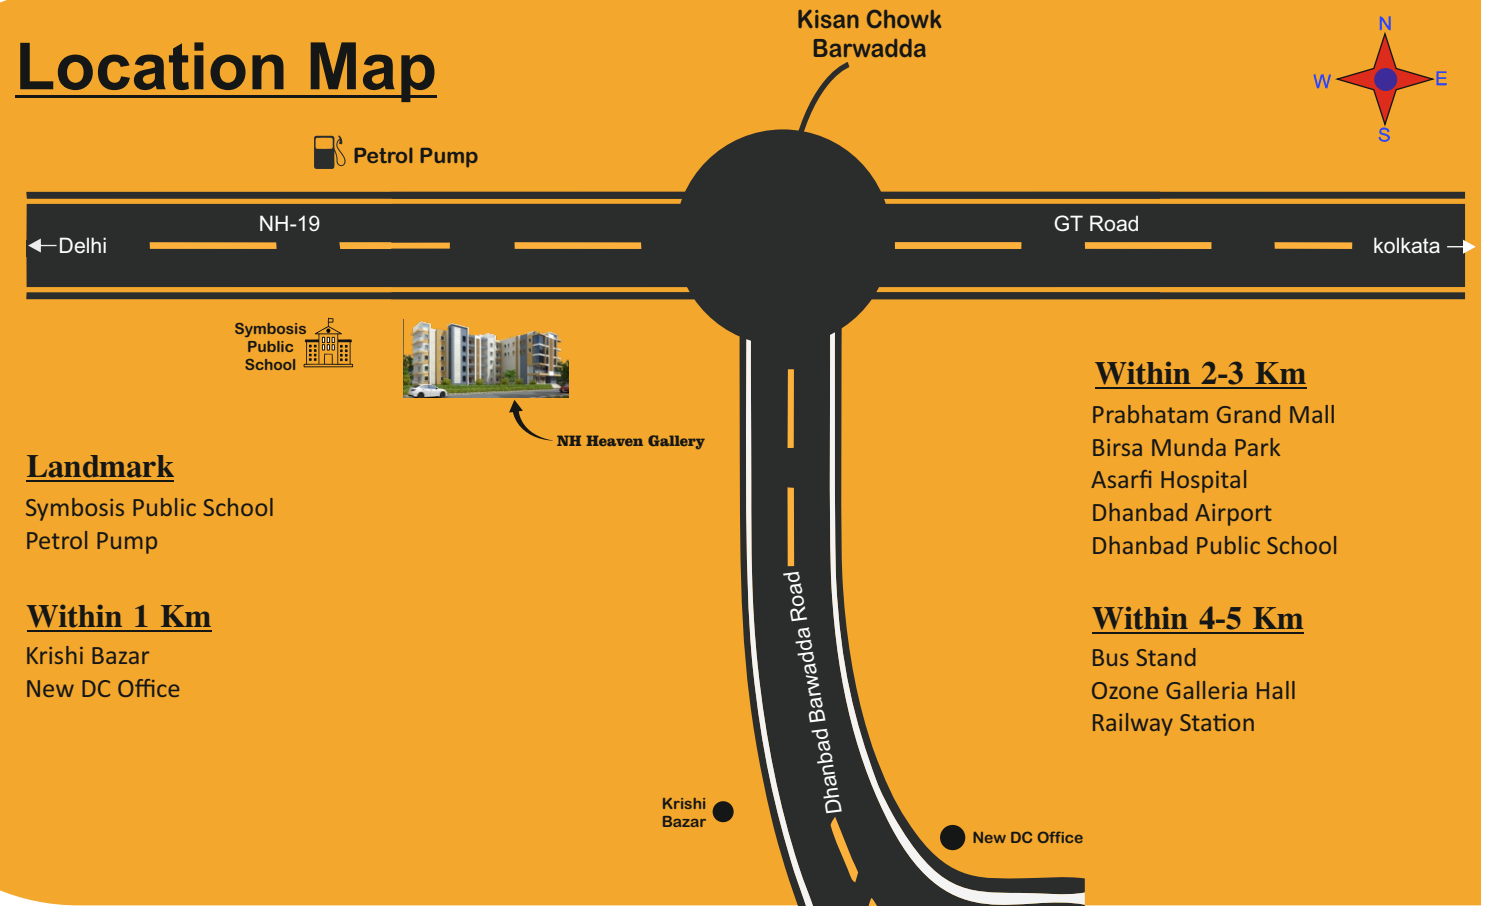 Location Map
Kisan Chowk
Barwadda
N
W
E
S
Petrol Pump
NH-19
GT Road
Delhi
kolkata
Symbosis
Public
School
NH Heaven Gallery
Landmark
Symbosis Public School
Petrol Pump
Within 1 Km
Krishi Bazar
New DC Office
Within 2-3 Km
Prabhatam Grand Mall
Birsa Munda Park
Asarfi Hospital
Dhanbad Airport
Dhanbad Public School
Within 4-5 Km
Bus Stand
Ozone Galleria Hall
Railway Station
Dhanbad Barwadda Road
Krishi
Bazar
New DC Office